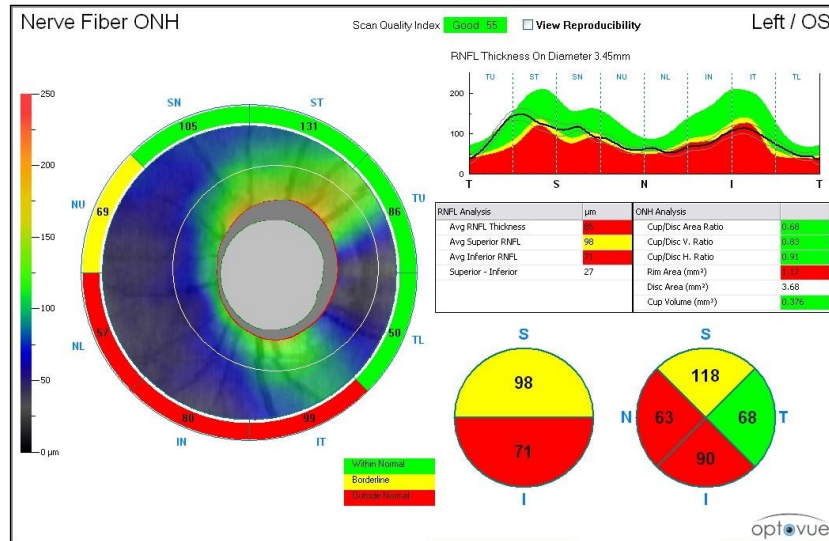 Nerve Fiber ONH
Scan Quality Index Good 55 View Reproducibility
Left / OS
RNFL Thickness On Diameter 3.45mm
TU ST SN NU NL IN IT TL
200
100
0
T S N I T
250
200
150
100
50
0 µm
SN ST
105 131
NU TU
69 86
NL TL
57 50
80 99
IN IT
RNFL Analysis µm
Avg RNFL Thickness
Avg Superior RNFL 98
Avg Inferior RNFL 71
Superior - Inferior 27
ONH Analysis
Cup/Disc Area Ratio 0.68
Cup/Disc V. Ratio 0.83
Cup/Disc H. Ratio 0.91
Rim Area (mm²) 1.17
Disc Area (mm²) 3.68
Cup Volume (mm³) 0.376
S
98
71
I
S
118
N 63 68 T
90
I
Within Normal
Borderline
Outside Normal
optovue